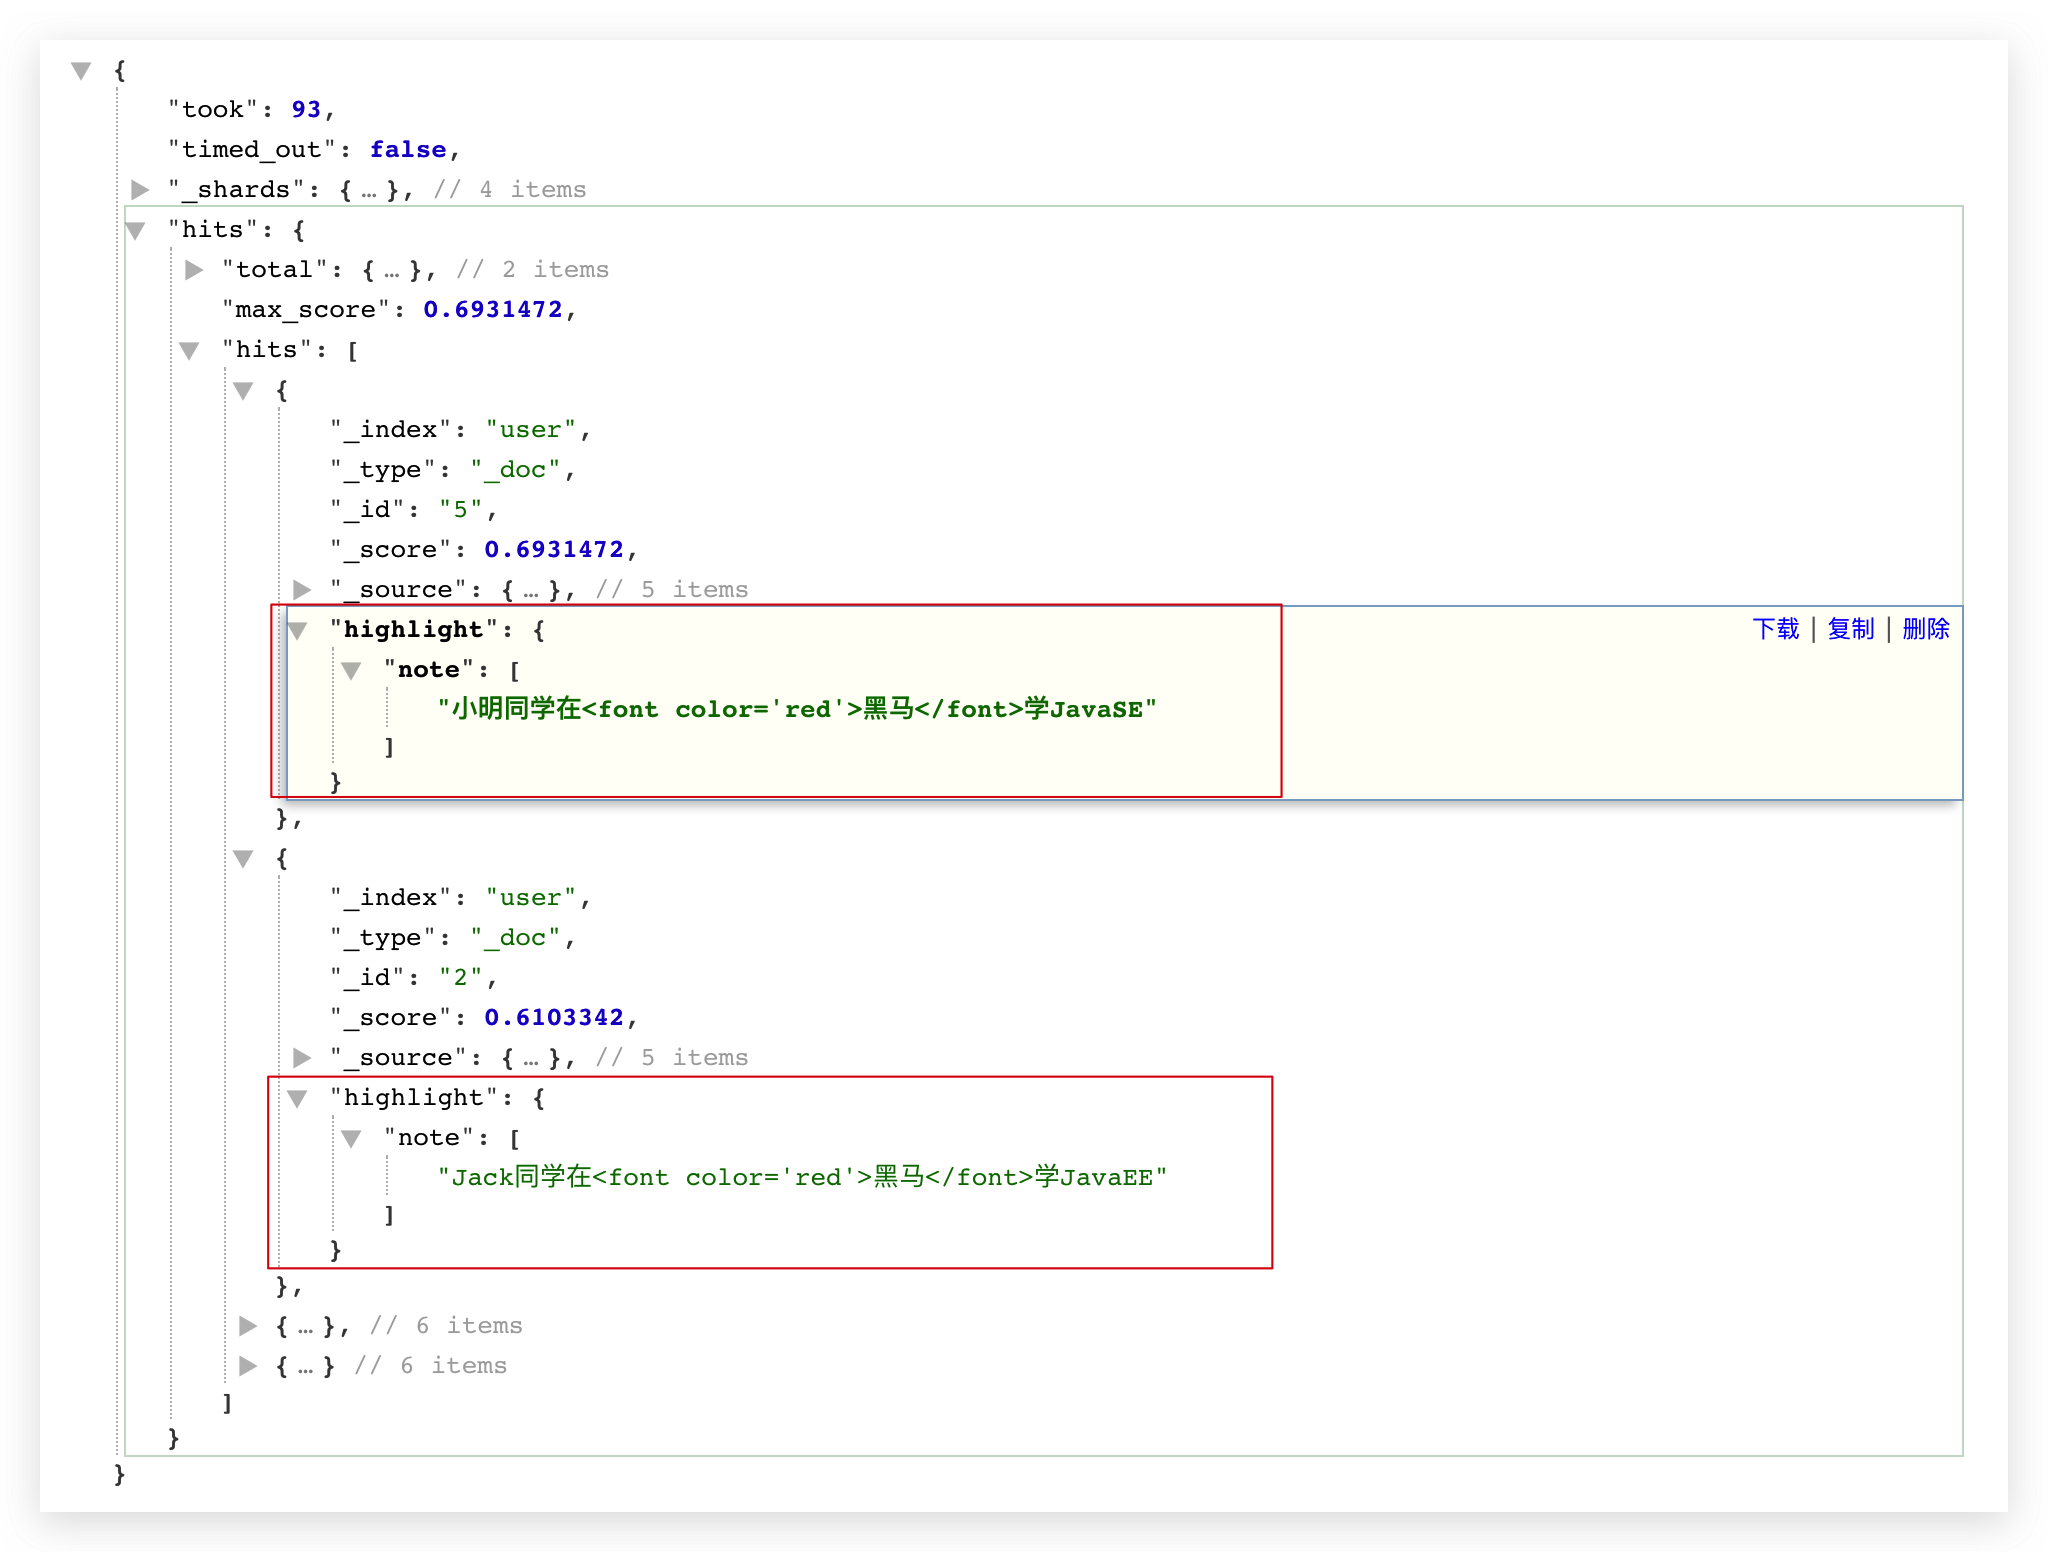 {
"took": 93,
"timed_out": false,
"_shards": { … }, // 4 items
"hits": {
"total": { … }, // 2 items
"max_score": 0.6931472,
"hits": [
{
"_index": "user",
"_type": "_doc",
"_id": "5",
"_score": 0.6931472,
"_source": { … }, // 5 items
"highlight": { 下载 | 复制 | 删除
"note": [
"小明同学在<font color='red'>黑马</font>学JavaSE"
]
}
},
{
"_index": "user",
"_type": "_doc",
"_id": "2",
"_score": 0.6103342,
"_source": { … }, // 5 items
"highlight": {
"note": [
"Jack同学在<font color='red'>黑马</font>学JavaEE"
]
}
},
{ … }, // 6 items
{ … } // 6 items
]
}
}